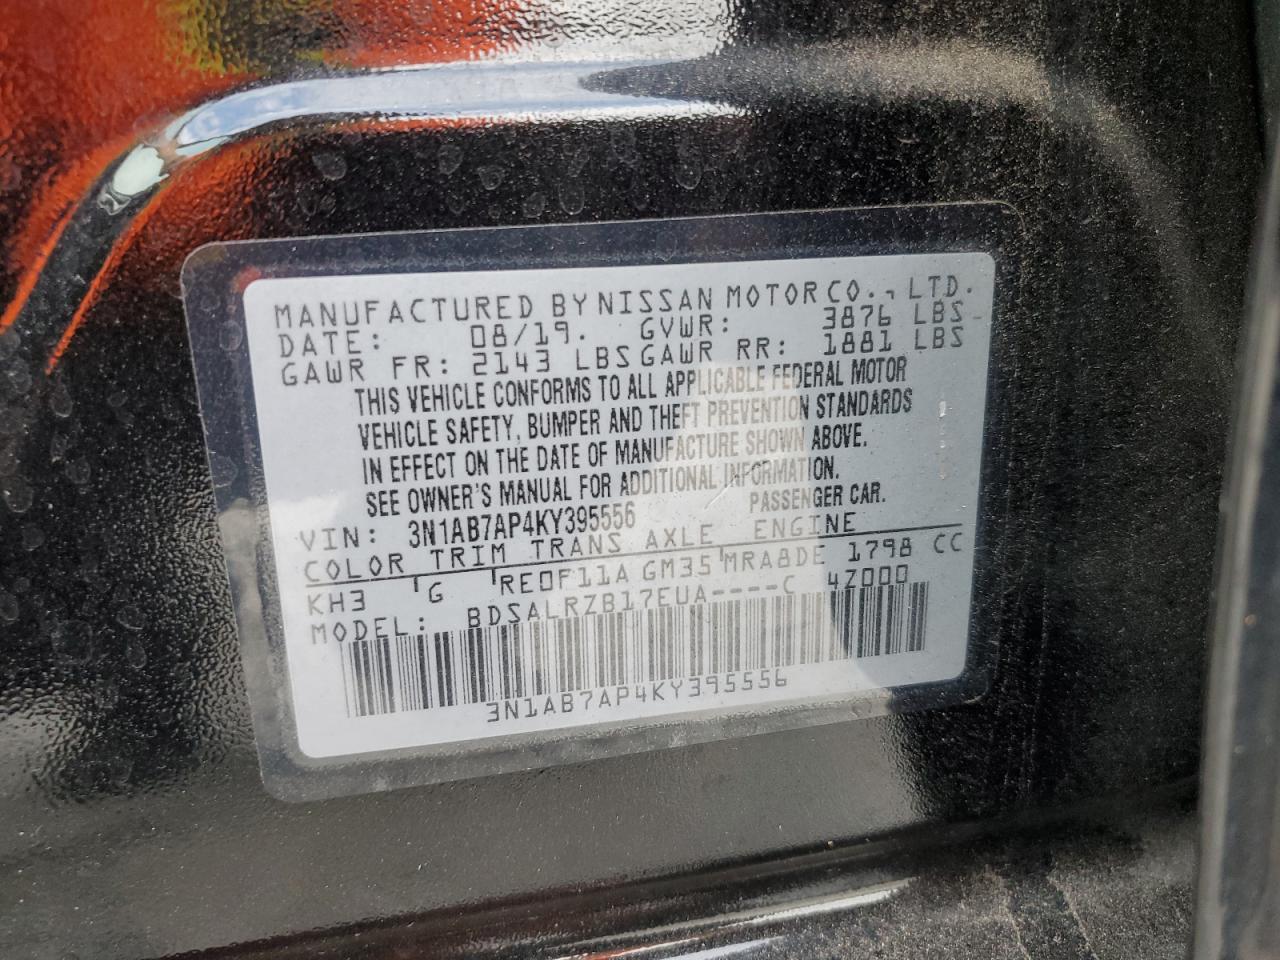 MANUFACTURED BY NISSAN MOTOR CO., LTD.
DATE: 08/19. GVWR: 3876 LBS
GAWR FR: 2143 LBS GAWR RR: 1881 LBS
THIS VEHICLE CONFORMS TO ALL APPLICABLE FEDERAL MOTOR
VEHICLE SAFETY, BUMPER AND THEFT PREVENTION STANDARDS
IN EFFECT ON THE DATE OF MANUFACTURE SHOWN ABOVE.
SEE OWNER'S MANUAL FOR ADDITIONAL INFORMATION.
VIN: 3N1AB7AP4KY395556 PASSENGER CAR.
COLOR TRIM TRANS AXLE ENGINE
KH3 G RE0F11A GM35 MRA8DE 1798 CC
MODEL: BDSALRZB17EUA----C 4Z000
3N1AB7AP4KY395556